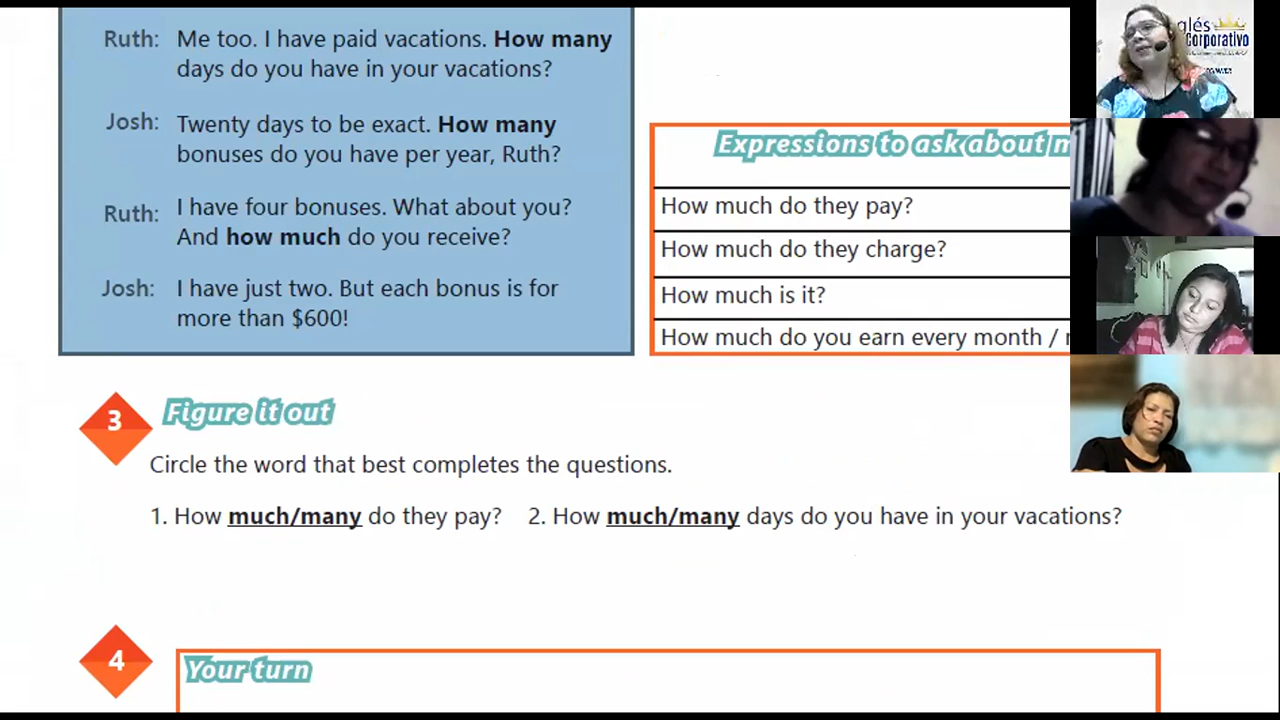 Ruth: Me too. I have paid vacations. How many
days do you have in your vacations?
Josh: Twenty days to be exact. How many
bonuses do you have per year, Ruth?
Ruth: I have four bonuses. What about you?
And how much do you receive?
Josh: I have just two. But each bonus is for
more than $600!
Expressions to ask about
How much do they pay?
How much do they charge?
How much is it?
How much do you earn every month /
3 Figure it out
Circle the word that best completes the questions.
1. How much/many do they pay? 2. How much/many days do you have in your vacations?
4 Your turn
glés
Corporativo